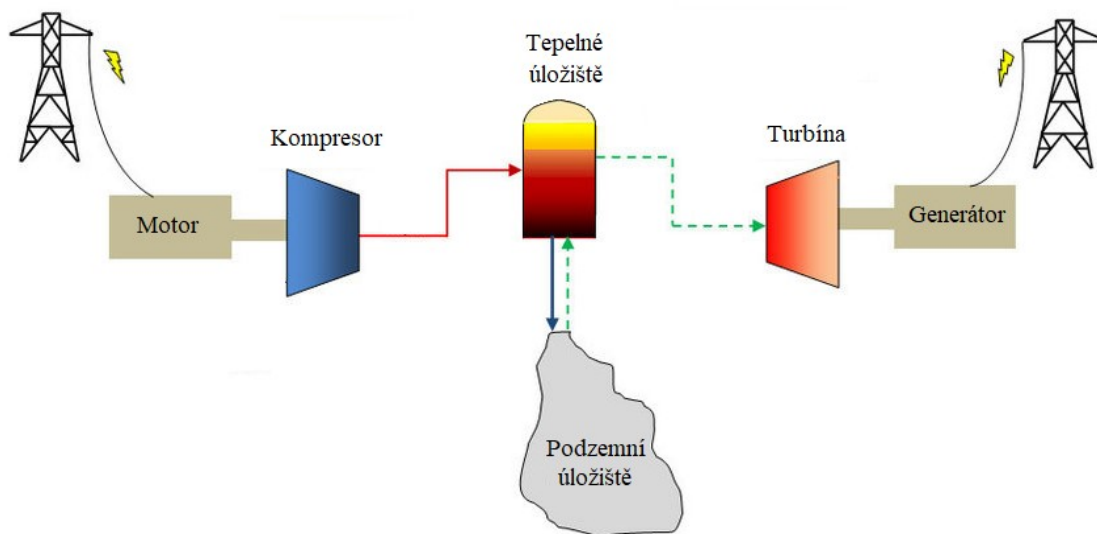 Tepelné
úložiště
Kompresor
Turbína
Motor
Generátor
Podzemní
úložiště